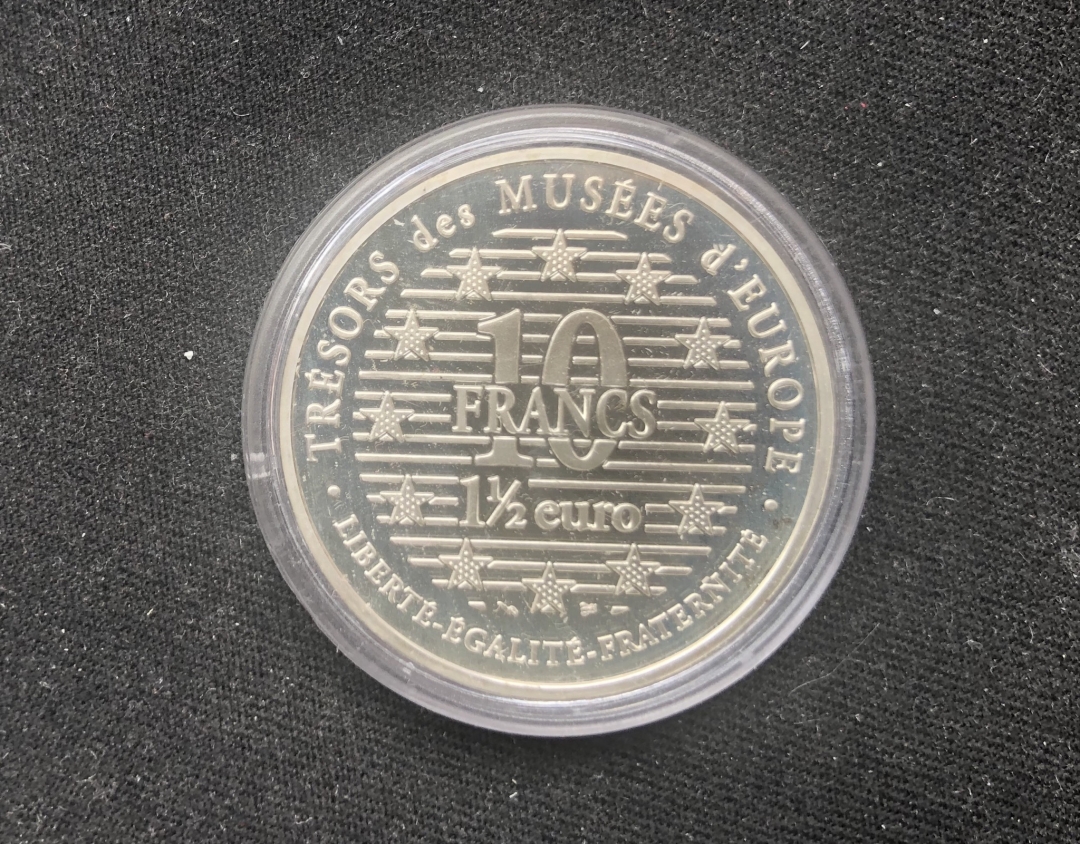 TRÉSORS des MUSÉES d'EUROPE
10
FRANCS
1½ euro
• LIBERTÉ-ÉGALITÉ-FRATERNITÉ •